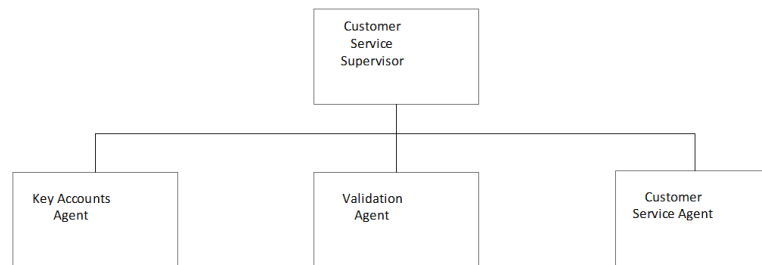 Customer
Service
Supervisor
Key Accounts
Agent
Validation
Agent
Customer
Service Agent